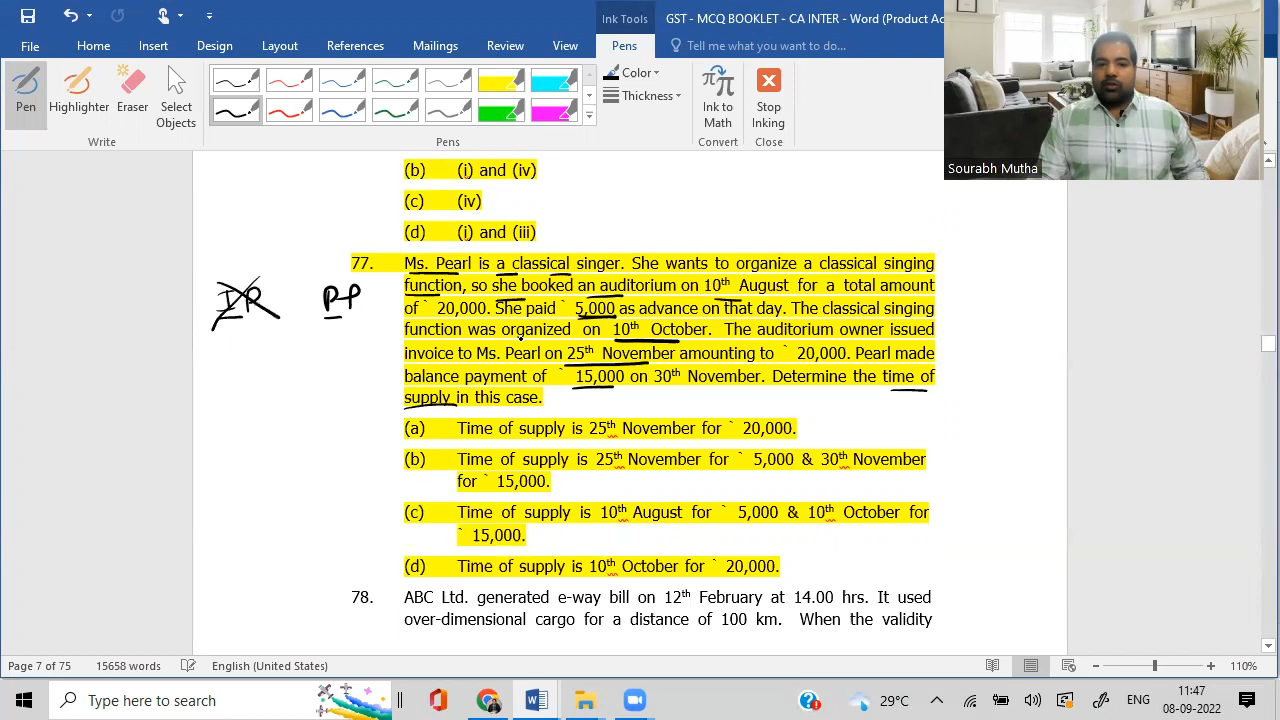 Ink Tools
GST - MCQ BOOKLET - CA INTER - Word (Product Ac
File
Home
Insert
Design
Layout
References
Mailings
Review
View
Pens
Tell me what you want to do...
Pen
Highlighter
Eraser
Select Objects
Color
Thickness
Ink to Math
Stop Inking
Write
Pens
Convert
Close
Sourabh Mutha
(b) (i) and (iv)
(c) (iv)
(d) (i) and (iii)
77. Ms. Pearl is a classical singer. She wants to organize a classical singing
function, so she booked an auditorium on 10th August for a total amount
of ` 20,000. She paid ` 5,000 as advance on that day. The classical singing
function was organized on 10th October. The auditorium owner issued
invoice to Ms. Pearl on 25th November amounting to ` 20,000. Pearl made
balance payment of ` 15,000 on 30th November. Determine the time of
supply in this case.
IR PP
(a) Time of supply is 25th November for ` 20,000.
(b) Time of supply is 25th November for ` 5,000 & 30th November
for ` 15,000.
(c) Time of supply is 10th August for ` 5,000 & 10th October for
` 15,000.
(d) Time of supply is 10th October for ` 20,000.
78. ABC Ltd. generated e-way bill on 12th February at 14.00 hrs. It used
over-dimensional cargo for a distance of 100 km. When the validity
Page 7 of 75
15658 words
English (United States)
110%
Type here to search
29°C
ENG
11:47
08-09-2022